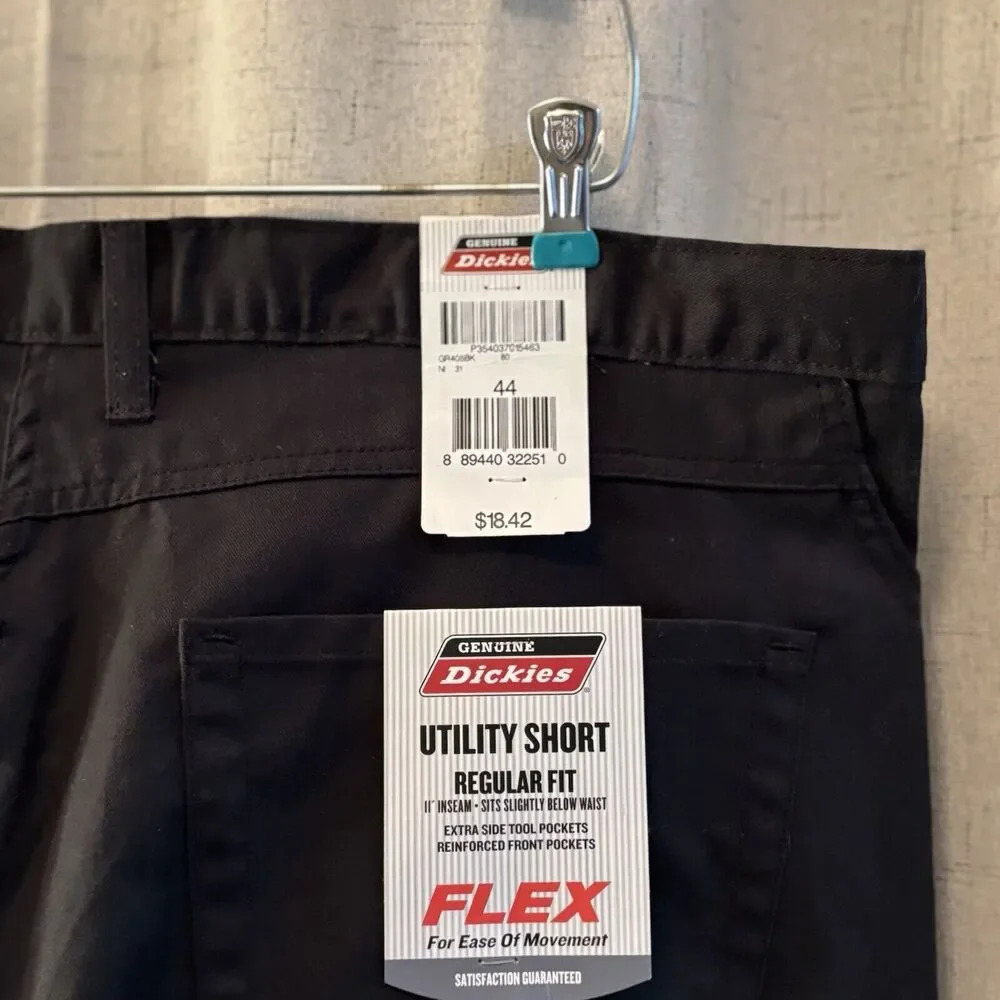 GENUINE
Dickies
P354037015463
GR408BK 80
NI 31
44
8 89440 32251 0
$18.42
GENUINE
Dickies®
UTILITY SHORT
REGULAR FIT
11" INSEAM • SITS SLIGHTLY BELOW WAIST
EXTRA SIDE TOOL POCKETS
REINFORCED FRONT POCKETS
FLEX
For Ease Of Movement
SATISFACTION GUARANTEED